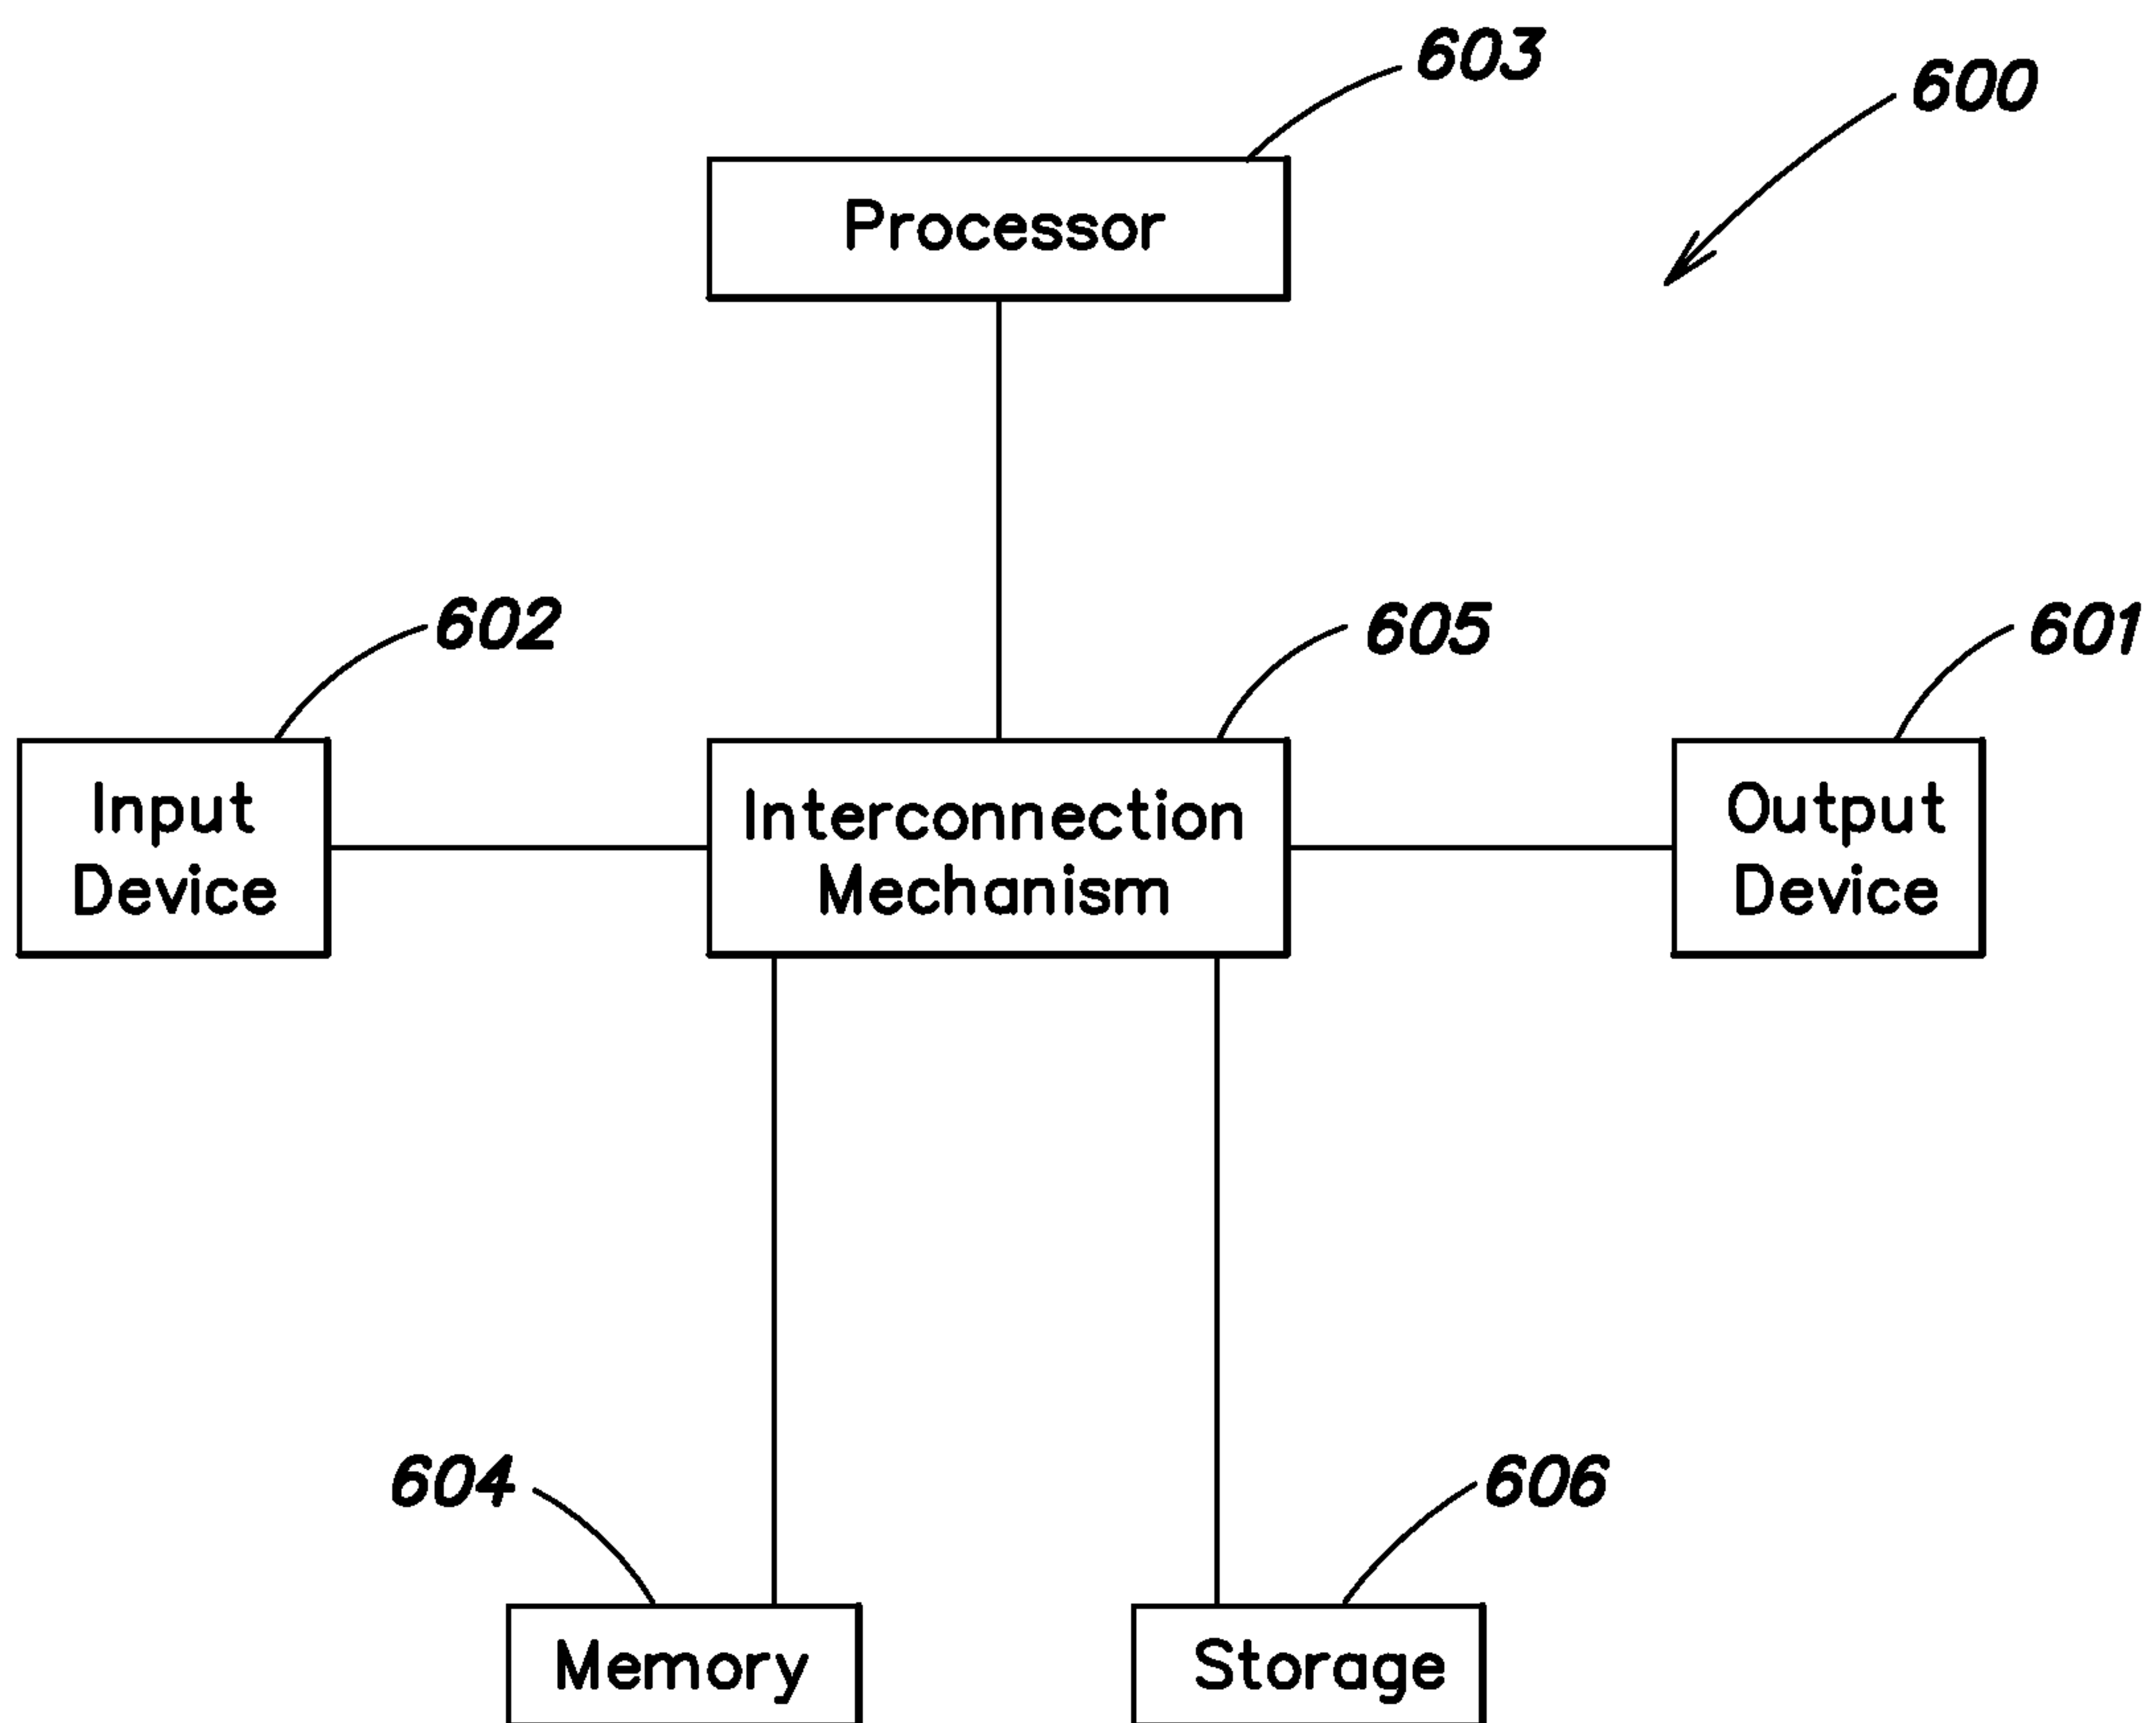 603
600
Processor
602
605
601
Input
Device
Interconnection
Mechanism
Output
Device
604
606
Memory
Storage